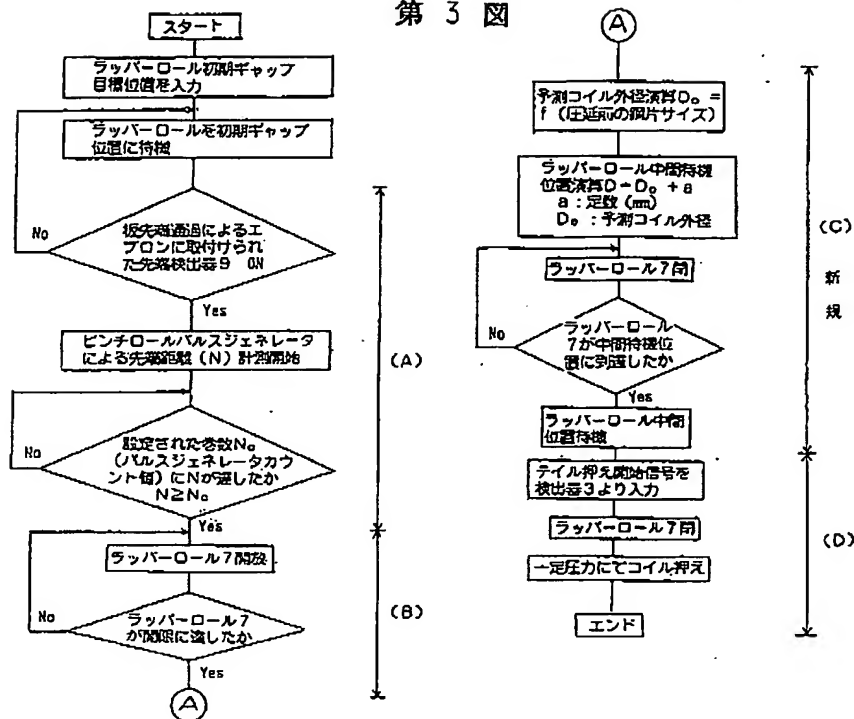 第 3 図
スタート
ラッパーロール初期ギャップ
目標位置を入力
ラッパーロールを初期ギャップ
位置に待機
板先端通過によるエ
プロンに取付けられ
た先端検出器9 ON
No
Yes
ピンチロールパルスジェネレータ
による先端距離(N)計測開始
設定された巻数N₀
(パルスジェネレータカウ
ント値)にNが達したか
N≧N₀
No
Yes
ラッパーロール7開放
ラッパーロール7
が開限に達したか
No
Yes
A
(A)
(B)
A
予測コイル外径演算D₀=
f(圧延前の鋼片サイズ)
ラッパーロール中間待機
位置演算D-D₀+a
a:定数(mm)
D₀:予測コイル外径
ラッパーロール7閉
ラッパーロール
7が中間待機位
置に到達したか
No
Yes
ラッパーロール中間
位置待機
テイル押え開始信号を
検出器3より入力
ラッパーロール7閉
一定圧力にてコイル押え
エンド
(C)
新
規
(D)